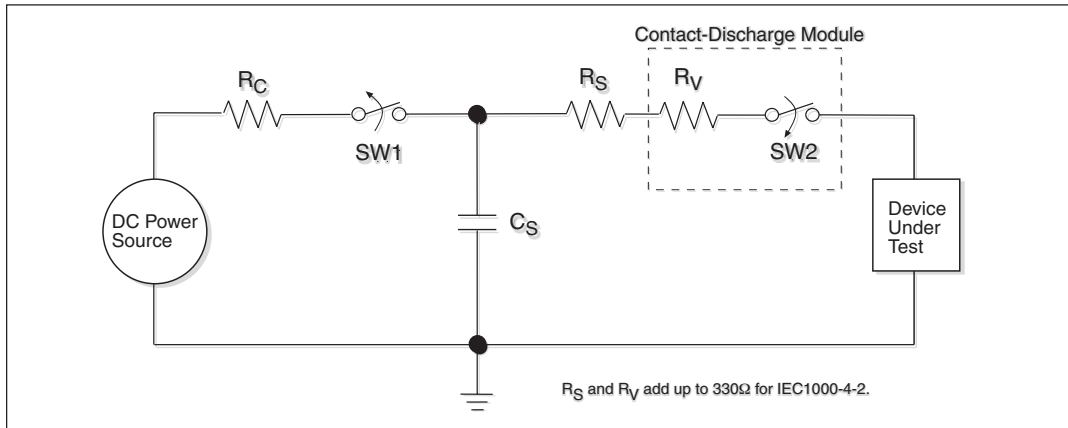 Contact-Discharge Module
RC
RS
RV
SW1
SW2
DC Power
Source
CS
Device
Under
Test
RS and RV add up to 330Ω for IEC1000-4-2.